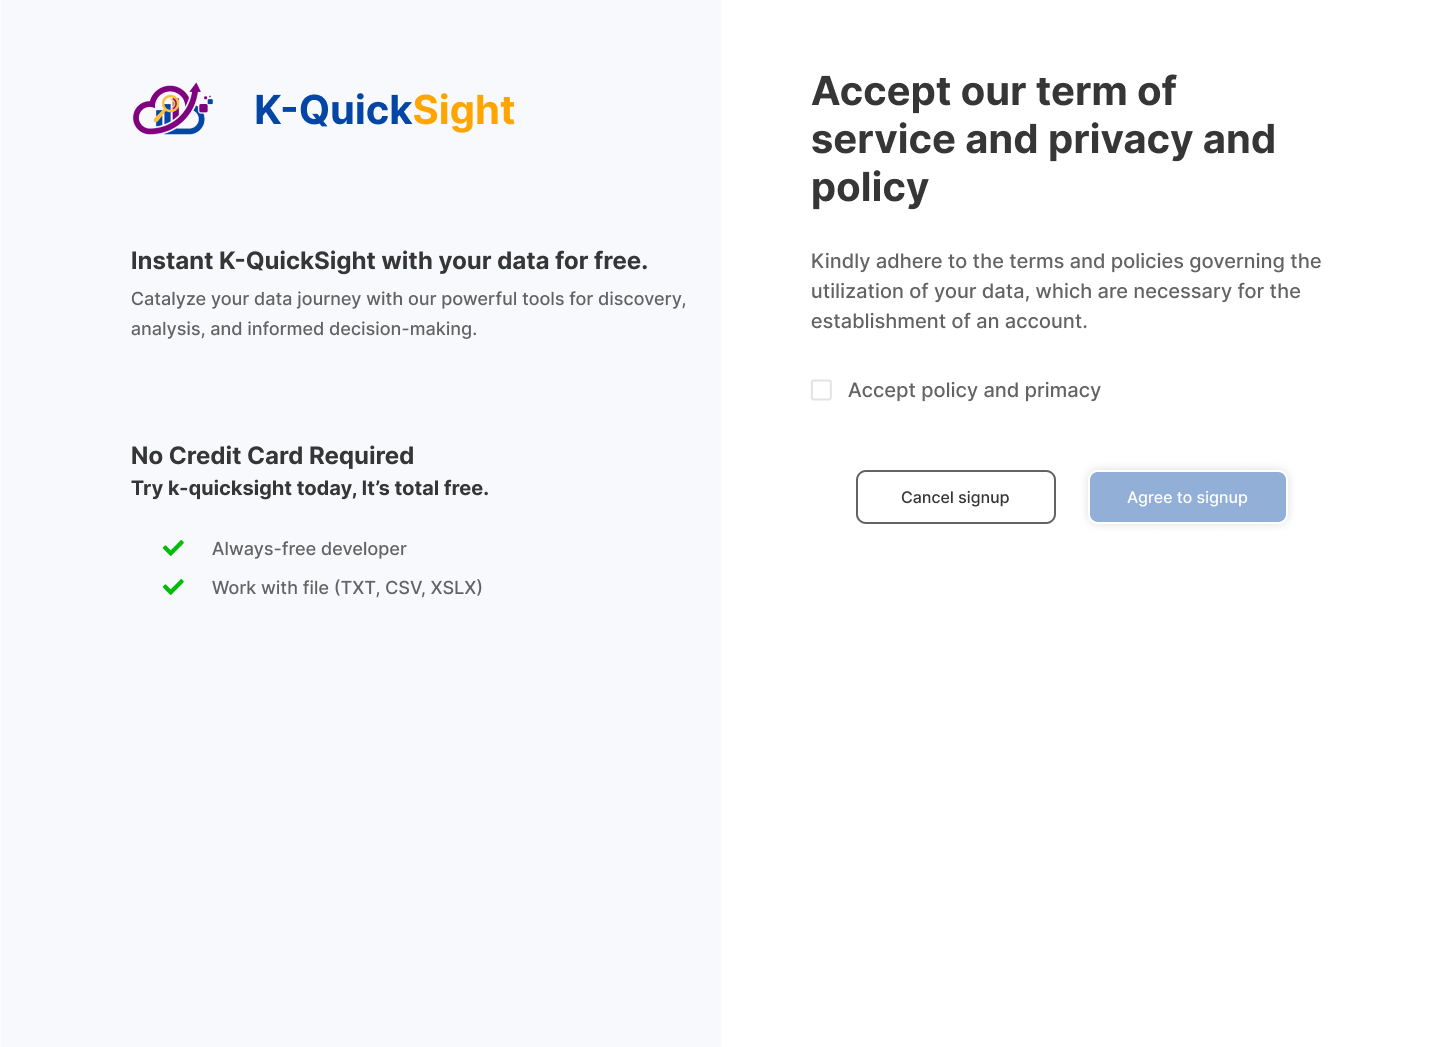 K-QuickSight
Instant K-QuickSight with your data for free.
Catalyze your data journey with our powerful tools for discovery,
analysis, and informed decision-making.
No Credit Card Required
Try k-quicksight today, It’s total free.
Always-free developer
Work with file (TXT, CSV, XSLX)
Accept our term of
service and privacy and
policy
Kindly adhere to the terms and policies governing the
utilization of your data, which are necessary for the
establishment of an account.
Accept policy and primacy
Cancel signup
Agree to signup